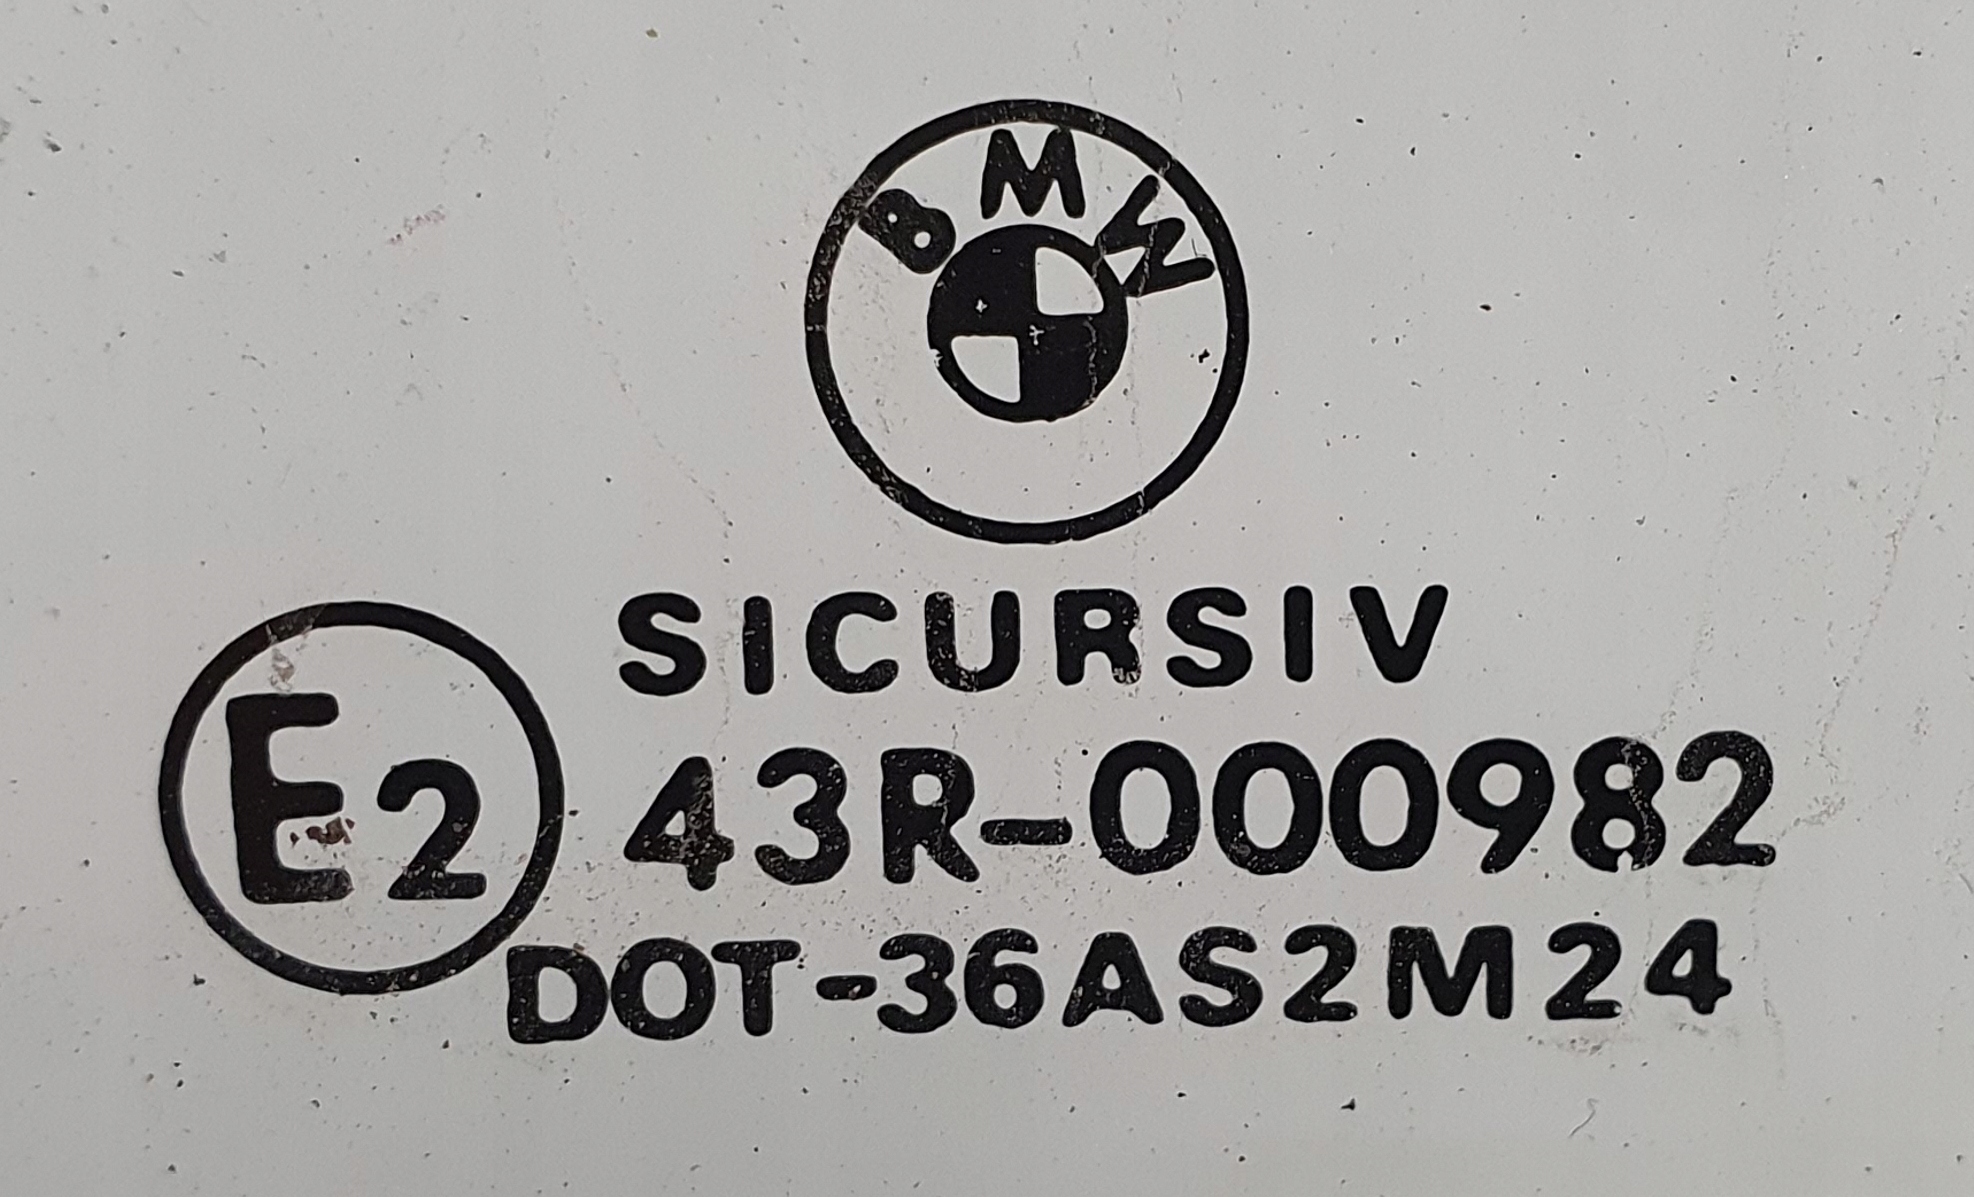 BMW
SICURSIV
E2 43R-000982
DOT-36AS2M24